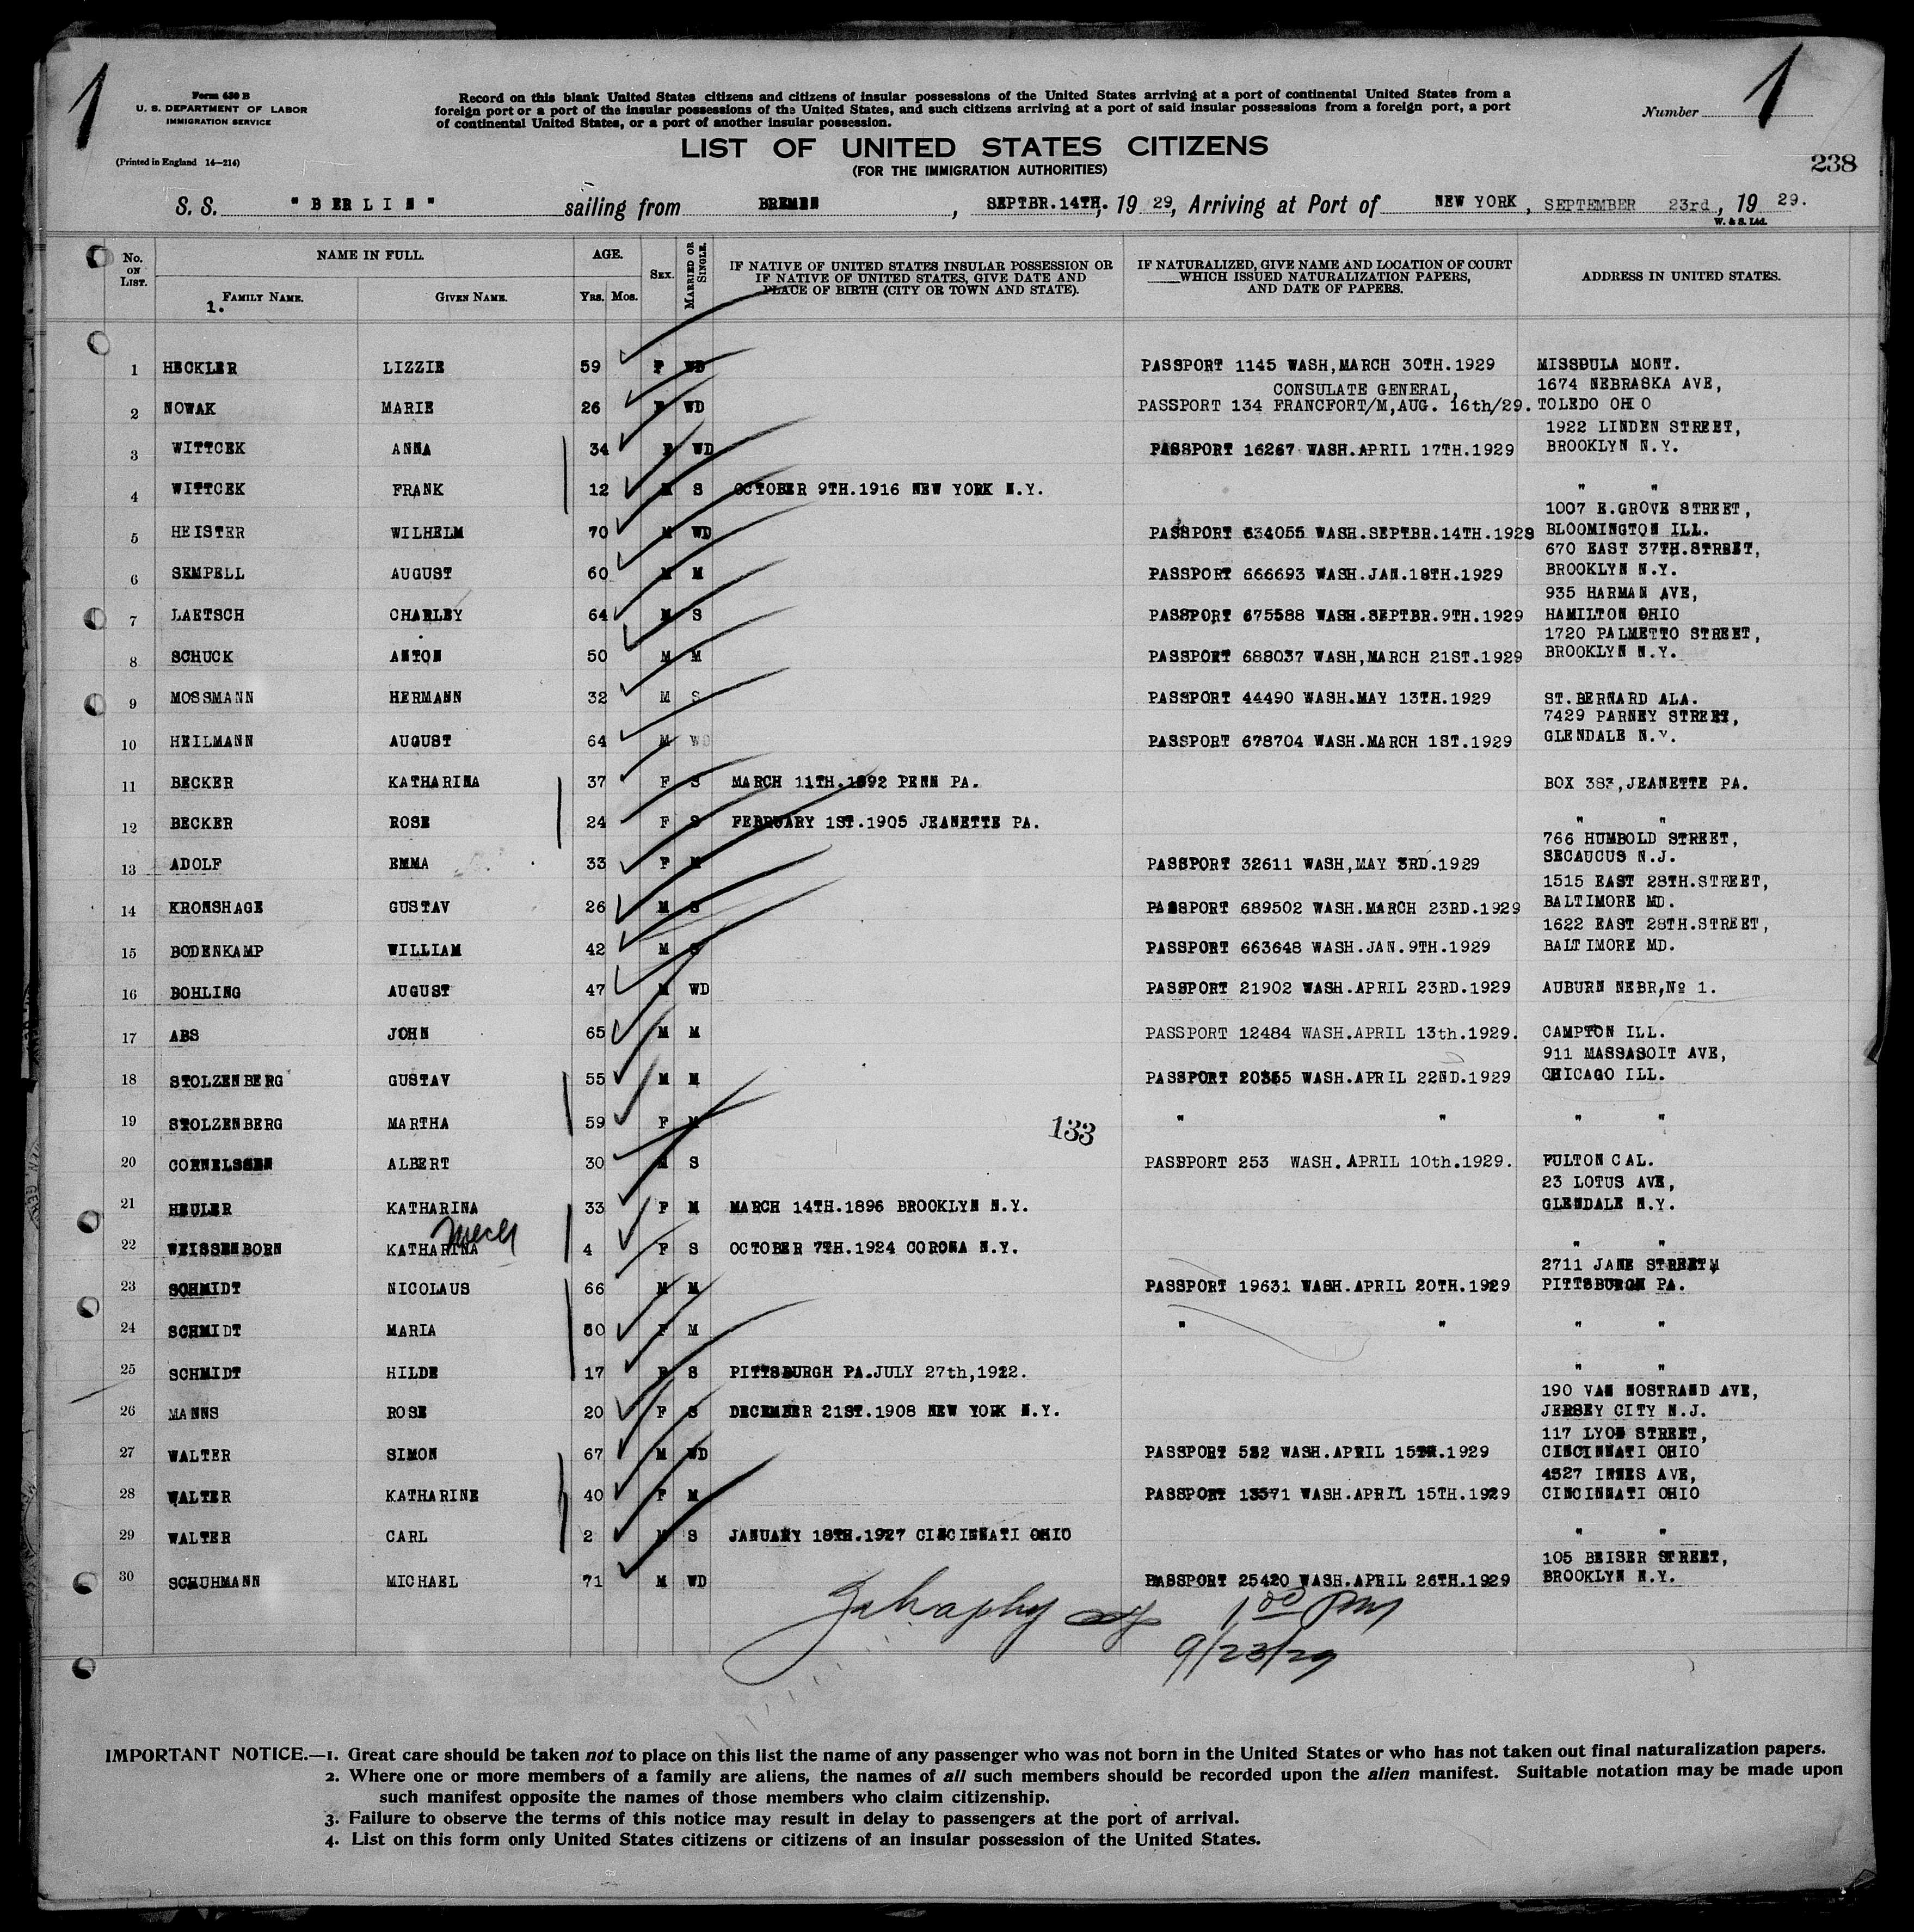 1
1
Form 630 B
U. S. DEPARTMENT OF LABOR
IMMIGRATION SERVICE
(Printed in England 14—214)
Record on this blank United States citizens and citizens of insular possessions of the United States arriving at a port of continental United States from a
foreign port or a port of the insular possessions of the United States, and such citizens arriving at a port of said insular possessions from a foreign port, a port
of continental United States, or a port of another insular possession.
Number
LIST OF UNITED STATES CITIZENS
(FOR THE IMMIGRATION AUTHORITIES)
238
S. S. "BERLIN" sailing from BREMEN, SEPTBR.14TH. 19 29, Arriving at Port of NEW YORK, SEPTEMBER 23rd, 19 29.
W. & S. Ltd.
No. ON LIST. NAME IN FULL. AGE. SEX. MARRIED OR SINGLE. IF NATIVE OF UNITED STATES INSULAR POSSESSION OR IF NATIVE OF UNITED STATES, GIVE DATE AND PLACE OF BIRTH (CITY OR TOWN AND STATE). IF NATURALIZED, GIVE NAME AND LOCATION OF COURT WHICH ISSUED NATURALIZATION PAPERS, AND DATE OF PAPERS. ADDRESS IN UNITED STATES.
1. FAMILY NAME. GIVEN NAME. YRS. MOS.
1 HECKLER LIZZIE 59 F WD PASSPORT 1145 WASH,MARCH 30TH.1929 MISSOULA MONT.
CONSULATE GENERAL, 1674 NEBRASKA AVE,
2 NOWAK MARIE 26 F WD PASSPORT 134 FRANCFORT/M,AUG. 16th/29. TOLEDO OHIO
1922 LINDEN STREET,
3 WITTCEK ANNA 34 F WD PASSPORT 16267 WASH.APRIL 17TH.1929 BROOKLYN N.Y.
4 WITTCEK FRANK 12 M S OCTOBER 9TH.1916 NEW YORK N.Y. " "
1007 E.GROVE STREET,
5 HEISTER WILHELM 70 M WD PASSPORT 634055 WASH.SEPTBR.14TH.1928 BLOOMINGTON ILL.
670 EAST 37TH.STREET,
6 SEMPELL AUGUST 60 M M PASSPORT 666693 WASH.JAN.18TH.1929 BROOKLYN N.Y.
935 HARMAN AVE,
7 LAETSCH CHARLEY 64 M S PASSPORT 675588 WASH.SEPTBR.9TH.1929 HAMILTON OHIO
1720 PALMETTO STREET,
8 SCHUCK ANTON 50 M M PASSPORT 688037 WASH,MARCH 21ST.1929 BROOKLYN N.Y.
9 MOSSMANN HERMANN 32 M S PASSPORT 44490 WASH.MAY 13TH.1929 ST.BERNARD ALA.
7429 PARNEY STREET,
10 HEILMANN AUGUST 64 M WD PASSPORT 678704 WASH.MARCH 1ST.1929 GLENDALE N.Y.
11 BECKER KATHARINA 37 F S MARCH 11TH.1892 PENN PA. BOX 383,JEANETTE PA.
12 BECKER ROSE 24 F S FEBRUARY 1ST.1905 JEANETTE PA. " "
766 HUMBOLD STREET,
13 ADOLF EMMA 33 F M PASSPORT 32611 WASH,MAY 3RD.1929 SECAUCUS N.J.
1515 EAST 28TH.STREET,
14 KRONSHAGE GUSTAV 26 M S PASSPORT 689502 WASH.MARCH 23RD.1929 BALTIMORE MD.
1622 EAST 28TH.STREET,
15 BODENKAMP WILLIAM 42 M S PASSPORT 663648 WASH.JAN.9TH.1929 BALTIMORE MD.
16 BOHLING AUGUST 47 M WD PASSPORT 21902 WASH.APRIL 23RD.1929 AUBURN NEBR,No 1.
17 ABS JOHN 65 M M PASSPORT 12484 WASH.APRIL 13th.1929. CAMPTON ILL.
911 MASSASOIT AVE,
18 STOLZENBERG GUSTAV 55 M M PASSPORT 20355 WASH.APRIL 22ND.1929 CHICAGO ILL.
19 STOLZENBERG MARTHA 59 F M " " " "
133
20 CORNELSSEN ALBERT 30 M S PASSPORT 253 WASH.APRIL 10th.1929. FULTON CAL.
23 LOTUS AVE,
21 HEULER KATHARINA 33 F M MARCH 14TH.1896 BROOKLYN N.Y. GLENDALE N.Y.
22 WEISSENBORN KATHARINA 4 F S OCTOBER 7TH.1924 CORONA N.Y. " "
2711 JANE STREET
23 SCHMIDT NICOLAUS 66 M M PASSPORT 19631 WASH.APRIL 20TH.1929 PITTSBURGH PA.
24 SCHMIDT MARIA 60 F M " " " "
25 SCHMIDT HILDE 17 F S PITTSBURGH PA.JULY 27th,1912. " "
190 VAN NOSTRAND AVE,
26 MANNS ROSE 20 F S DECEMBER 21ST.1908 NEW YORK N.Y. JERSEY CITY N.J.
117 LYON STREET,
27 WALTER SIMON 67 M WD PASSPORT 522 WASH.APRIL 15TH.1929 CINCINNATI OHIO
4527 INNES AVE,
28 WALTER KATHARINE 40 F M PASSPORT 13571 WASH.APRIL 15TH.1929 CINCINNATI OHIO
29 WALTER CARL 2 M S JANUARY 18TH.1927 CINCINNATI OHIO " "
105 BEISER STREET,
30 SCHUHMANN MICHAEL 71 M WD PASSPORT 25420 WASH.APRIL 26TH.1929 BROOKLYN N.Y.
1 00 PM
9/23/29
IMPORTANT NOTICE.—1. Great care should be taken not to place on this list the name of any passenger who was not born in the United States or who has not taken out final naturalization papers.
2. Where one or more members of a family are aliens, the names of all such members should be recorded upon the alien manifest. Suitable notation may be made upon
such manifest opposite the names of those members who claim citizenship.
3. Failure to observe the terms of this notice may result in delay to passengers at the port of arrival.
4. List on this form only United States citizens or citizens of an insular possession of the United States.